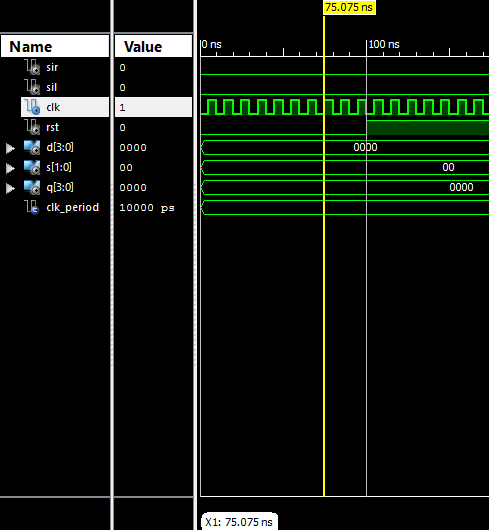 75.075 ns
Name Value
0 ns 100 ns
sir 0
sil 0
clk 1
rst 0
d[3:0] 0000 0000
s[1:0] 00 00
q[3:0] 0000 0000
clk_period 10000 ps
X1: 75.075 ns